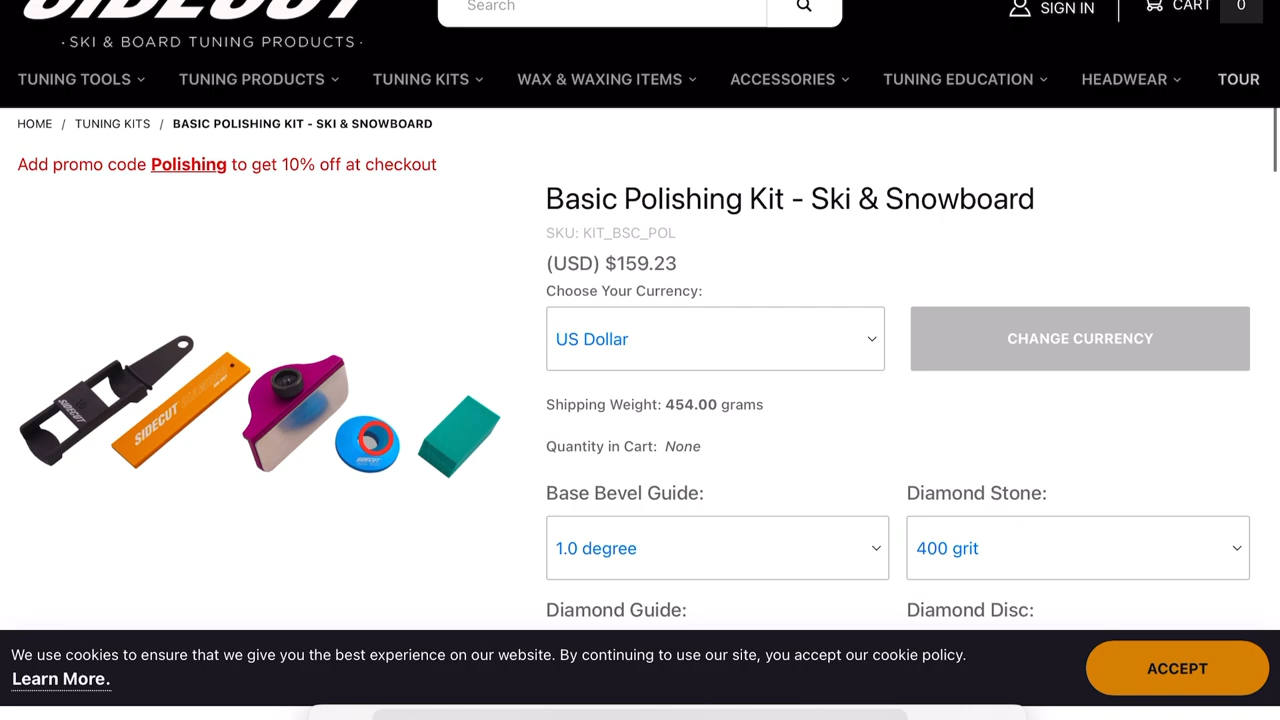 SIDECUT
Search
SIGN IN
CART
0
· SKI & BOARD TUNING PRODUCTS ·
TUNING TOOLS
TUNING PRODUCTS
TUNING KITS
WAX & WAXING ITEMS
ACCESSORIES
TUNING EDUCATION
HEADWEAR
TOUR
HOME / TUNING KITS / BASIC POLISHING KIT - SKI & SNOWBOARD
Add promo code Polishing to get 10% off at checkout
Basic Polishing Kit - Ski & Snowboard
SKU: KIT_BSC_POL
(USD) $159.23
Choose Your Currency:
US Dollar
CHANGE CURRENCY
SIDECUT
SIDECUT
Shipping Weight: 454.00 grams
Quantity in Cart: None
Base Bevel Guide:
Diamond Stone:
1.0 degree
400 grit
Diamond Guide:
Diamond Disc:
We use cookies to ensure that we give you the best experience on our website. By continuing to use our site, you accept our cookie policy.
Learn More.
ACCEPT